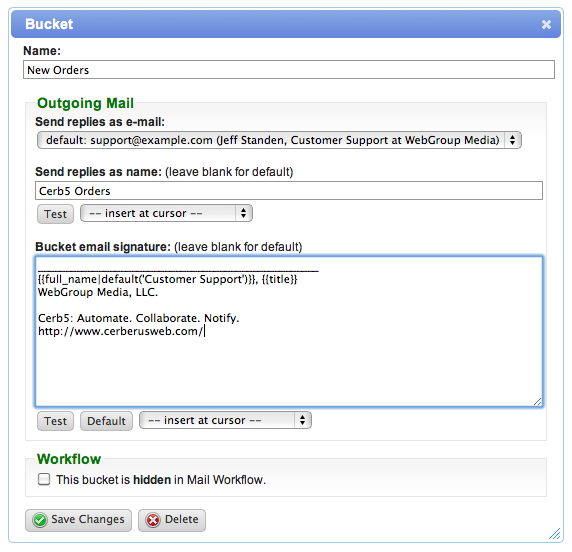 Bucket
Name:
New Orders
Outgoing Mail
Send replies as e-mail:
default: support@example.com (Jeff Standen, Customer Support at WebGroup Media)
Send replies as name: (leave blank for default)
Cerb5 Orders
Test -- insert at cursor --
Bucket email signature: (leave blank for default)
{{full_name|default('Customer Support')}}, {{title}}
WebGroup Media, LLC.
Cerb5: Automate. Collaborate. Notify.
http://www.cerberusweb.com/
Test Default -- insert at cursor --
Workflow
This bucket is hidden in Mail Workflow.
Save Changes Delete